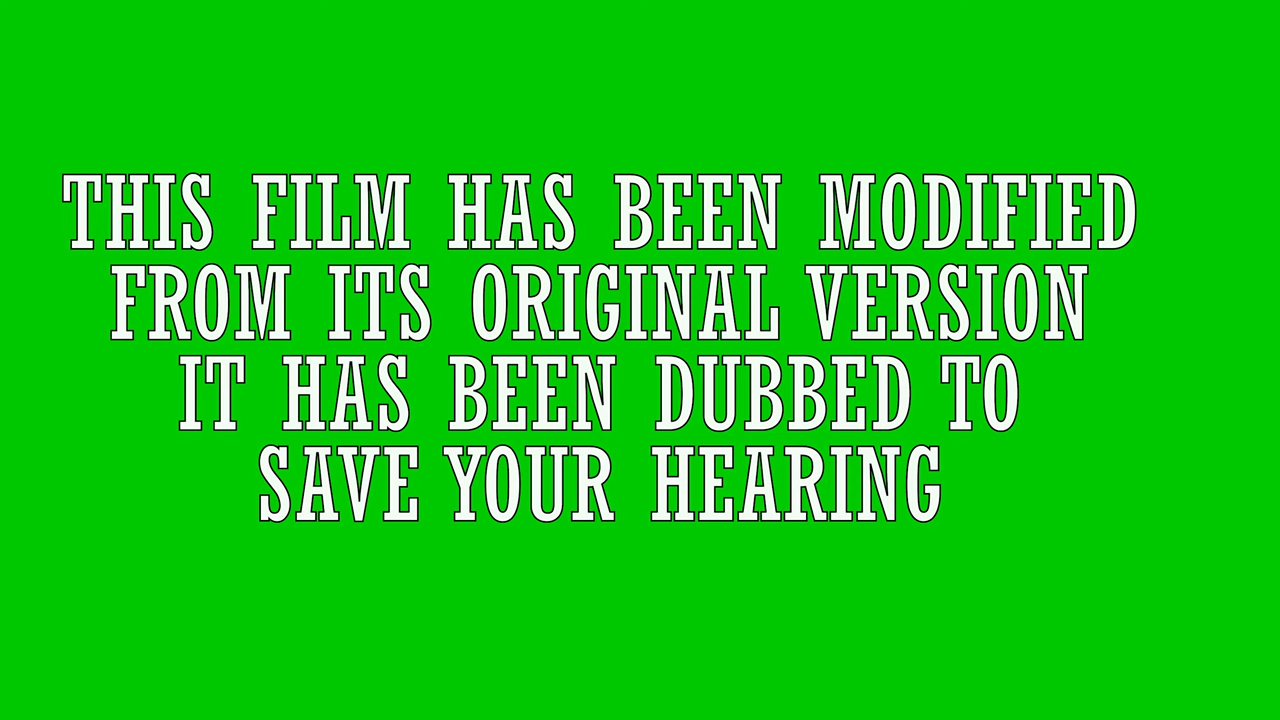 THIS FILM HAS BEEN MODIFIED
FROM ITS ORIGINAL VERSION
IT HAS BEEN DUBBED TO
SAVE YOUR HEARING